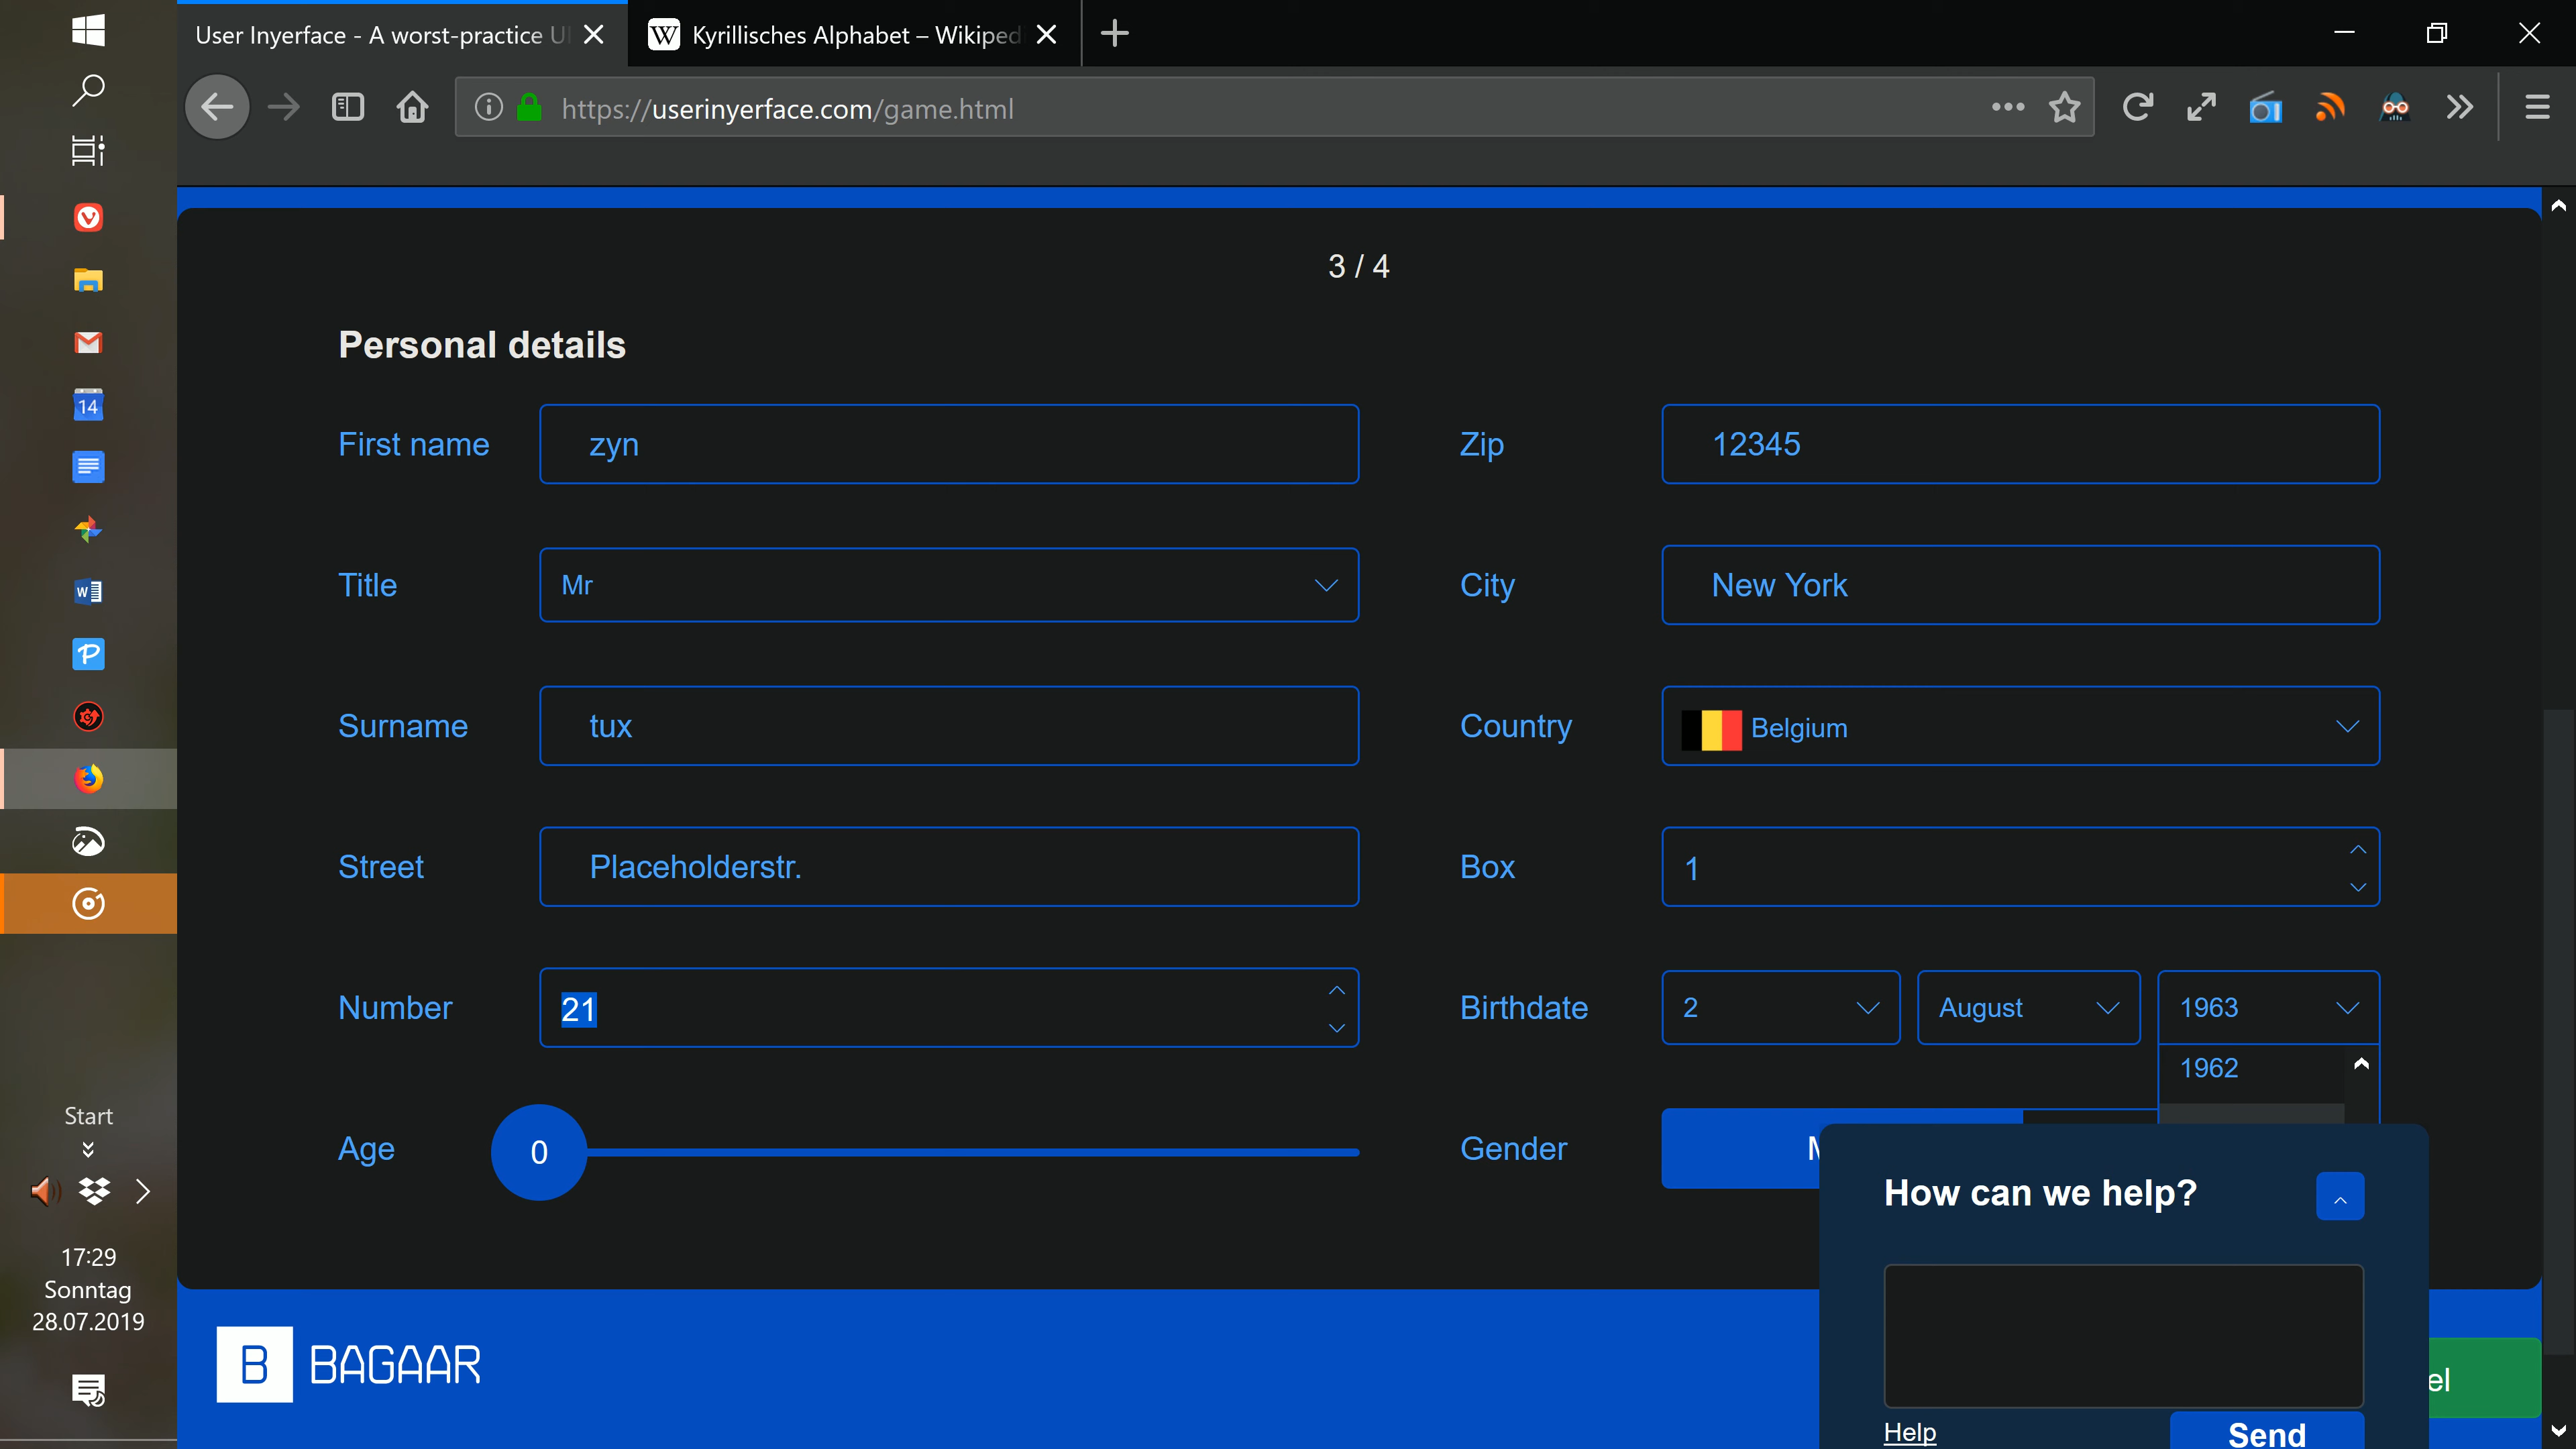 User Inyerface - A worst-practice UI
Kyrillisches Alphabet – Wikiped
https://userinyerface.com/game.html
14
3 / 4
Personal details
First name
zyn
Zip
12345
Title
Mr
City
New York
Surname
tux
Country
Belgium
Street
Placeholderstr.
Box
1
Number
21
Birthdate
2
August
1963
1962
Age
0
Gender
M
How can we help?
Help
Send
el
B BAGAAR
Start
17:29
Sonntag
28.07.2019